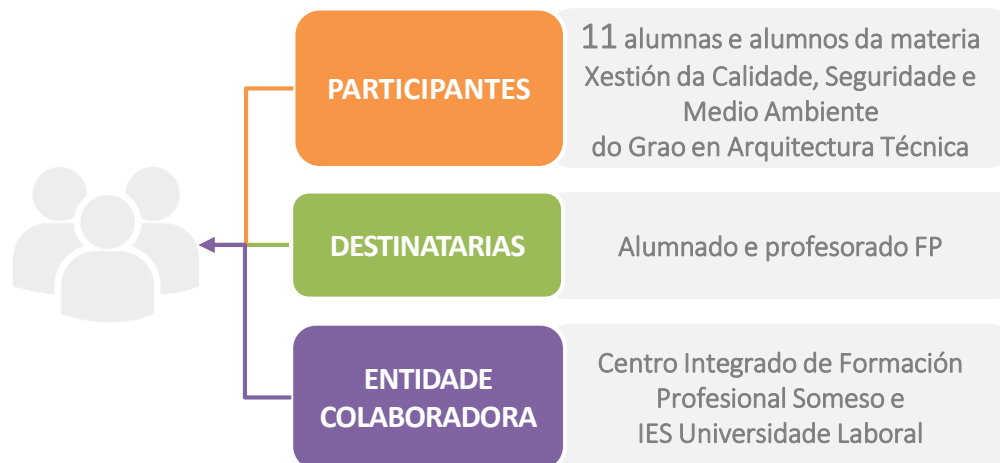 PARTICIPANTES
11 alumnas e alumnos da materia
Xestión da Calidade, Seguridade e
Medio Ambiente
do Grao en Arquitectura Técnica
DESTINATARIAS
Alumnado e profesorado FP
ENTIDADE
COLABORADORA
Centro Integrado de Formación
Profesional Someso e
IES Universidade Laboral